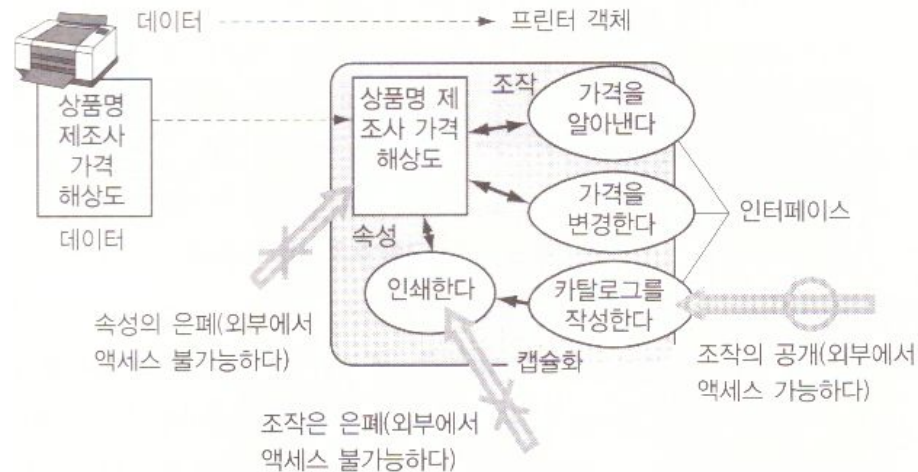 데이터
프린터 객체
상품명
제조사
가격
해상도
데이터
상품명 제
조사 가격
해상도
조작
가격을
알아낸다
가격을
변경한다
인터페이스
속성
인쇄한다
카탈로그를
작성한다
속성의 은폐(외부에서
액세스 불가능하다)
캡슐화
조작의 공개(외부에서
액세스 가능하다)
조작은 은폐(외부에서
액세스 불가능하다)